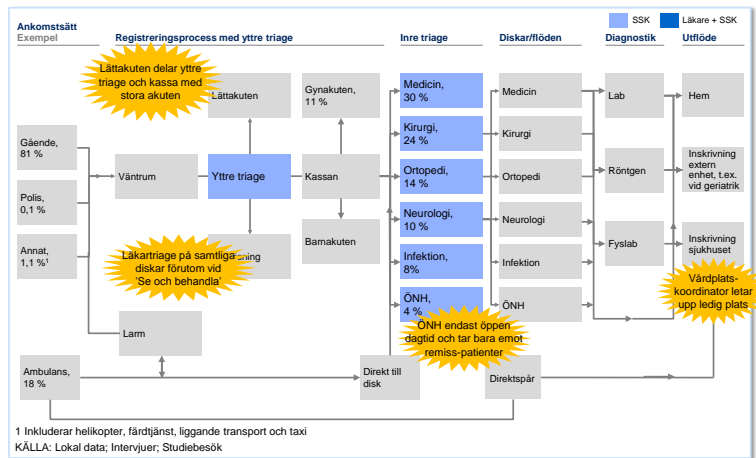 SSK
Läkare + SSK
Ankomstsätt
Exempel
Registreringsprocess med yttre triage
Inre triage
Diskar/flöden
Diagnostik
Utflöde
Lättakuten delar yttre
triage och kassa med
stora akuten
Lättakuten
Gynakuten,
11 %
Medicin,
30 %
Medicin
Lab
Hem
Gående,
81 %
Kirurgi,
24 %
Kirurgi
Väntrum
Yttre triage
Kassan
Ortopedi,
14 %
Ortopedi
Röntgen
Inskrivning
extern
enhet, t.ex.
vid geriatrik
Polis,
0,1 %
Neurologi,
10 %
Neurologi
Annat,
1,1 %¹
Läkartriage på samtliga
diskar förutom vid
'Se och behandla'
Barnakuten
Infektion
8%
Infektion
Fyslab
Inskrivning
sjukhuset
Vårdplats-
koordinator letar
upp ledig plats
ÖNH,
4 %
ÖNH
Larm
ÖNH endast öppen
dagtid och tar bara emot
remiss-patienter
Ambulans,
18 %
Direkt till
disk
Direktspår
1 Inkluderar helikopter, färdtjänst, liggande transport och taxi
KÄLLA: Lokal data; Intervjuer; Studiebesök